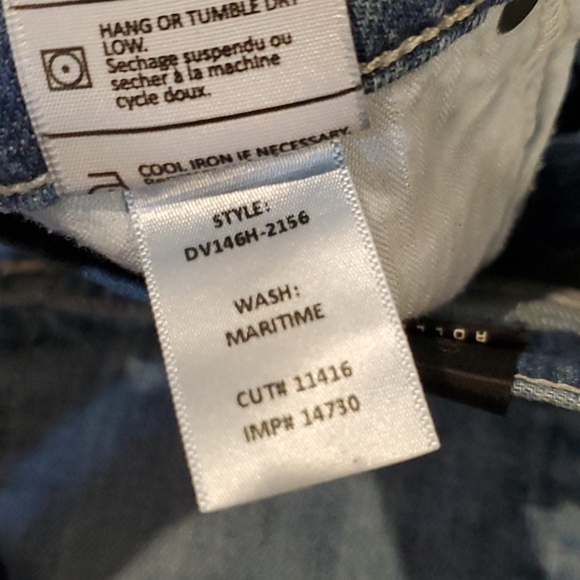 HANG OR TUMBLE DRY
LOW.
Sechage suspendu ou
secher à la machine
cycle doux.
COOL IRON IF NECESSARY.
STYLE:
DV146H-2156
WASH:
MARITIME
CUT# 11416
IMP# 14730